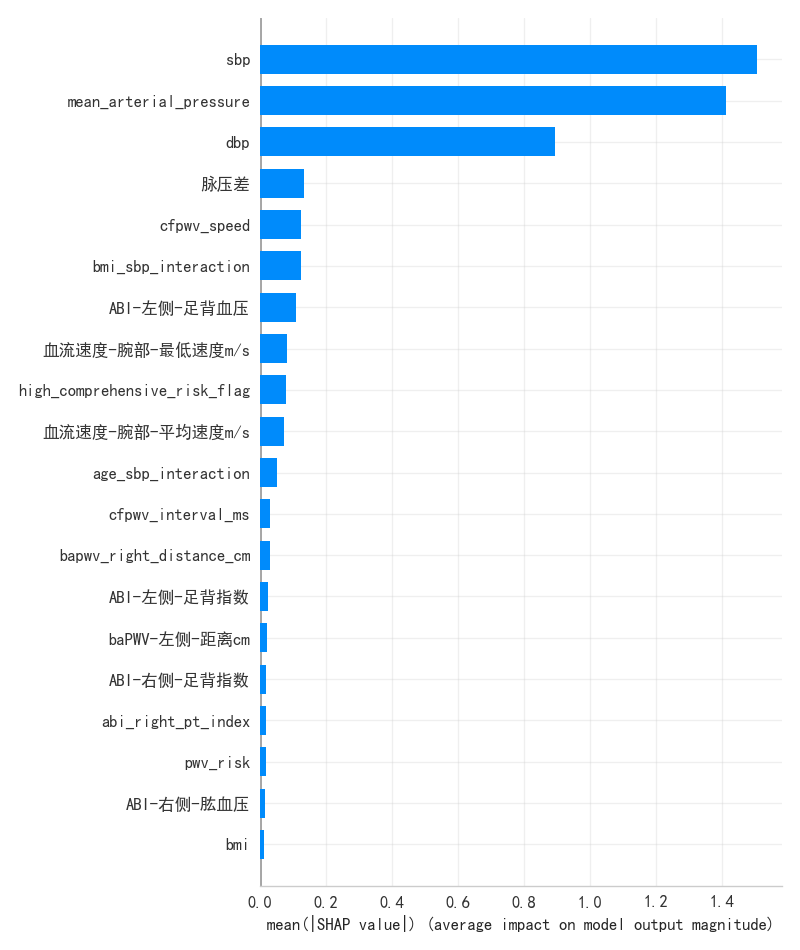 sbp
mean_arterial_pressure
dbp
脉压差
cfpwv_speed
bmi_sbp_interaction
ABI-左侧-足背血压
血流速度-腕部-最低速度m/s
high_comprehensive_risk_flag
血流速度-腕部-平均速度m/s
age_sbp_interaction
cfpwv_interval_ms
bapwv_right_distance_cm
ABI-左侧-足背指数
baPWV-左侧-距离cm
ABI-右侧-足背指数
abi_right_pt_index
pwv_risk
ABI-右侧-肱血压
bmi
0.0 0.2 0.4 0.6 0.8 1.0 1.2 1.4
mean(|SHAP value|) (average impact on model output magnitude)